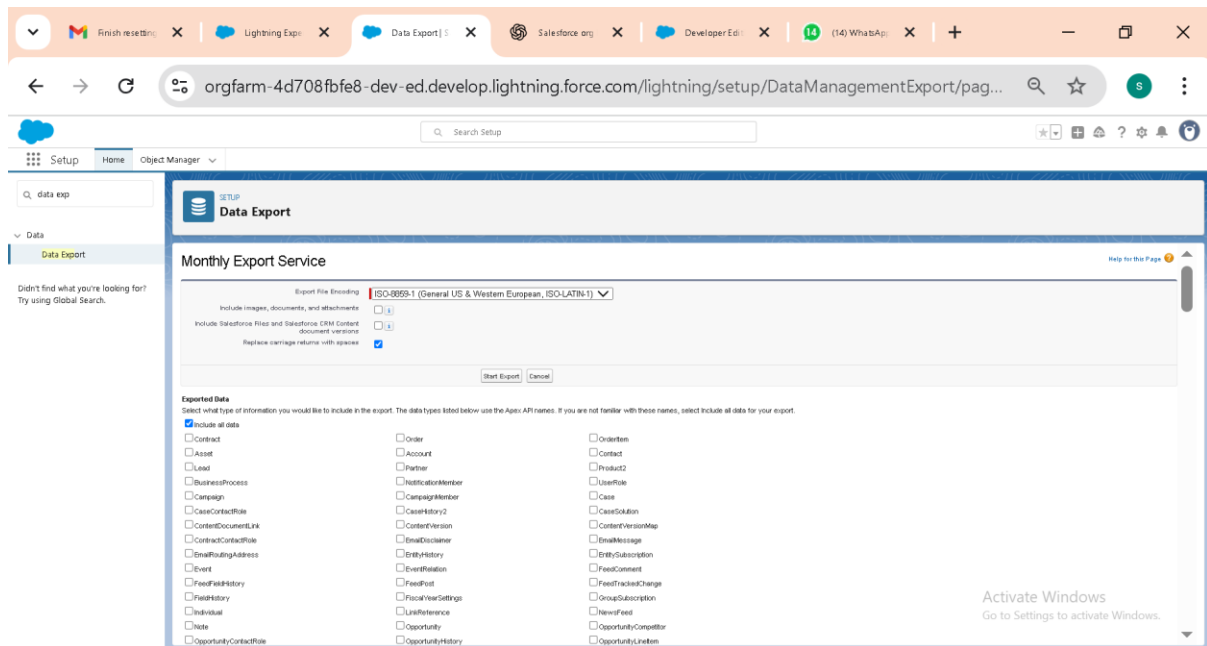 Finish resetting
Lightning Expe
Data Export | S
Salesforce org
Developer Edi
14
(14) WhatsAp
orgfarm-4d708fbfe8-dev-ed.develop.lightning.force.com/lightning/setup/DataManagementExport/pag...
S
Search Setup
Setup Home Object Manager
data exp
SETUP
Data Export
Data
Data Export
Didn't find what you're looking for?
Try using Global Search.
Monthly Export Service
Help for this Page
Export File Encoding ISO-8859-1 (General US & Western European, ISO-LATIN-1)
Include images, documents, and attachments i
Include Salesforce Files and Salesforce CRM Content
document versions i
Replace carriage returns with spaces
Start Export Cancel
Exported Data
Select what type of information you would like to include in the export. The data types listed below use the Apex API names. If you are not familiar with these names, select Include all data for your export.
Include all data
Contract Order OrderItem
Asset Account Contact
Lead Partner Product2
BusinessProcess NotificationMember UserRole
Campaign CampaignMember Case
CaseContactRole CaseHistory2 CaseSolution
ContentDocumentLink ContentVersion ContentVersionMap
ContractContactRole EmailDisclaimer EmailMessage
EmailRoutingAddress EntityHistory EntitySubscription
Event EventRelation FeedComment
FeedFieldHistory FeedPost FeedTrackedChange
FieldHistory FiscalYearSettings GroupSubscription
Individual LinkReference NewsFeed
Note Opportunity OpportunityCompetitor
OpportunityContactRole OpportunityHistory OpportunityLineItem
Activate Windows
Go to Settings to activate Windows.